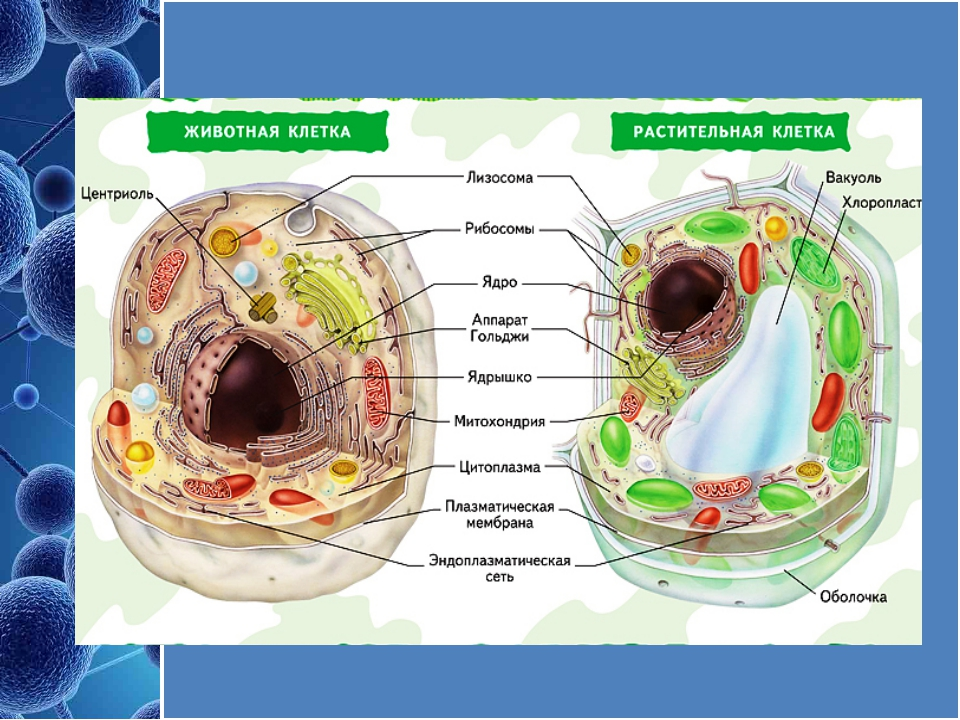 ЖИВОТНАЯ КЛЕТКА
РАСТИТЕЛЬНАЯ КЛЕТКА
Центриоль
Лизосома
Вакуоль
Хлоропласт
Рибосомы
Ядро
Аппарат
Гольджи
Ядрышко
Митохондрия
Цитоплазма
Плазматическая
мембрана
Эндоплазматическая
сеть
Оболочка